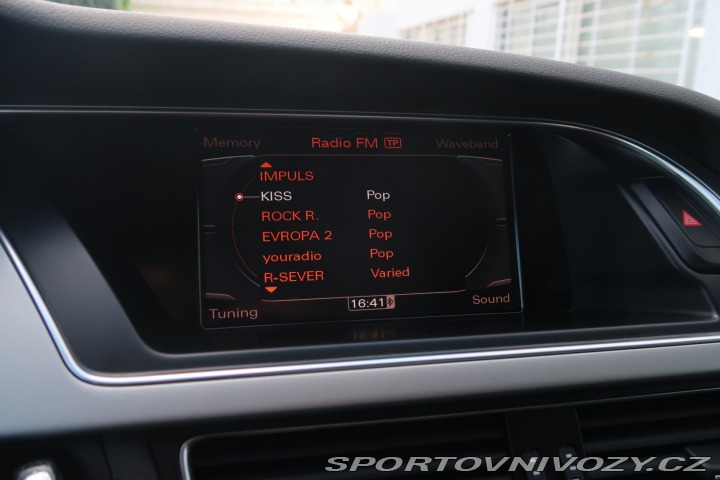 Memory Radio FM TP Waveband
IMPULS
KISS Pop
ROCK R. Pop
EVROPA 2 Pop
youradio Pop
R-SEVER Varied
Tuning 16:41 Sound
SPORTOVNIVOZY.CZ